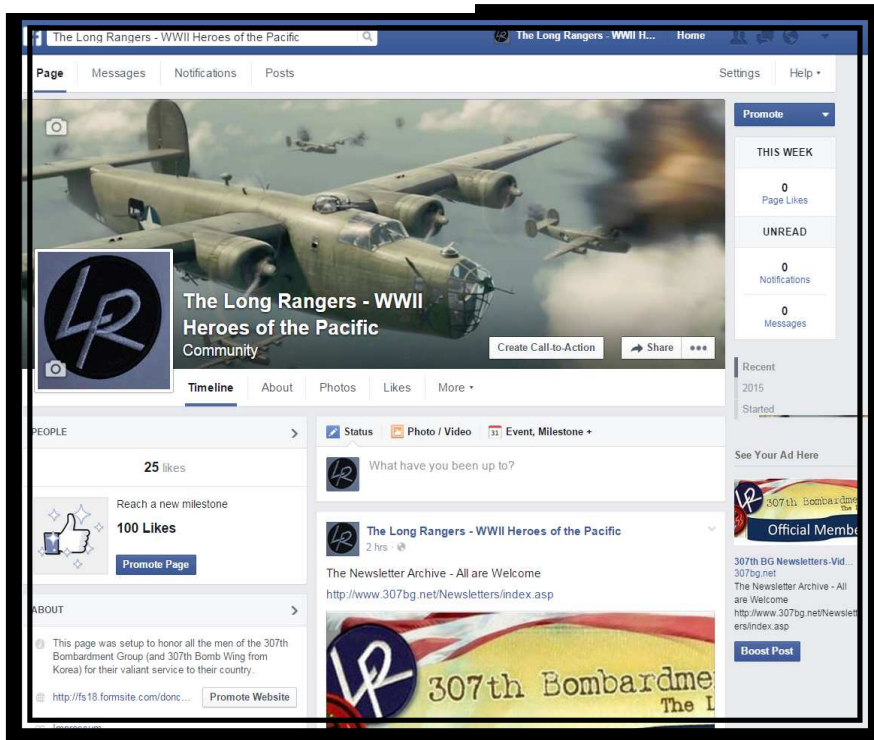 The Long Rangers - WWII Heroes of the Pacific
The Long Rangers - WWII H... Home
Page Messages Notifications Posts
Settings Help
Promote
THIS WEEK
0
Page Likes
UNREAD
0
Notifications
0
Messages
Recent
2015
Started
LR
The Long Rangers - WWII
Heroes of the Pacific
Community
Create Call-to-Action Share •••
Timeline About Photos Likes More
PEOPLE
25 likes
Reach a new milestone
100 Likes
Promote Page
ABOUT
This page was setup to honor all the men of the 307th
Bombardment Group (and 307th Bomb Wing from
Korea) for their valiant service to their country.
http://fs18.formsite.com/donc... Promote Website
Impressum
Status Photo / Video 31 Event, Milestone +
What have you been up to?
The Long Rangers - WWII Heroes of the Pacific
2 hrs ·
The Newsletter Archive - All are Welcome
http://www.307bg.net/Newsletters/index.asp
LR
307th Bombardme
The L
See Your Ad Here
LR
307th Bombardme
The
Official Membe
307th BG Newsletters-Vid...
307bg.net
The Newsletter Archive - All
are Welcome
http://www.307bg.net/Newslett
ers/index.asp
Boost Post